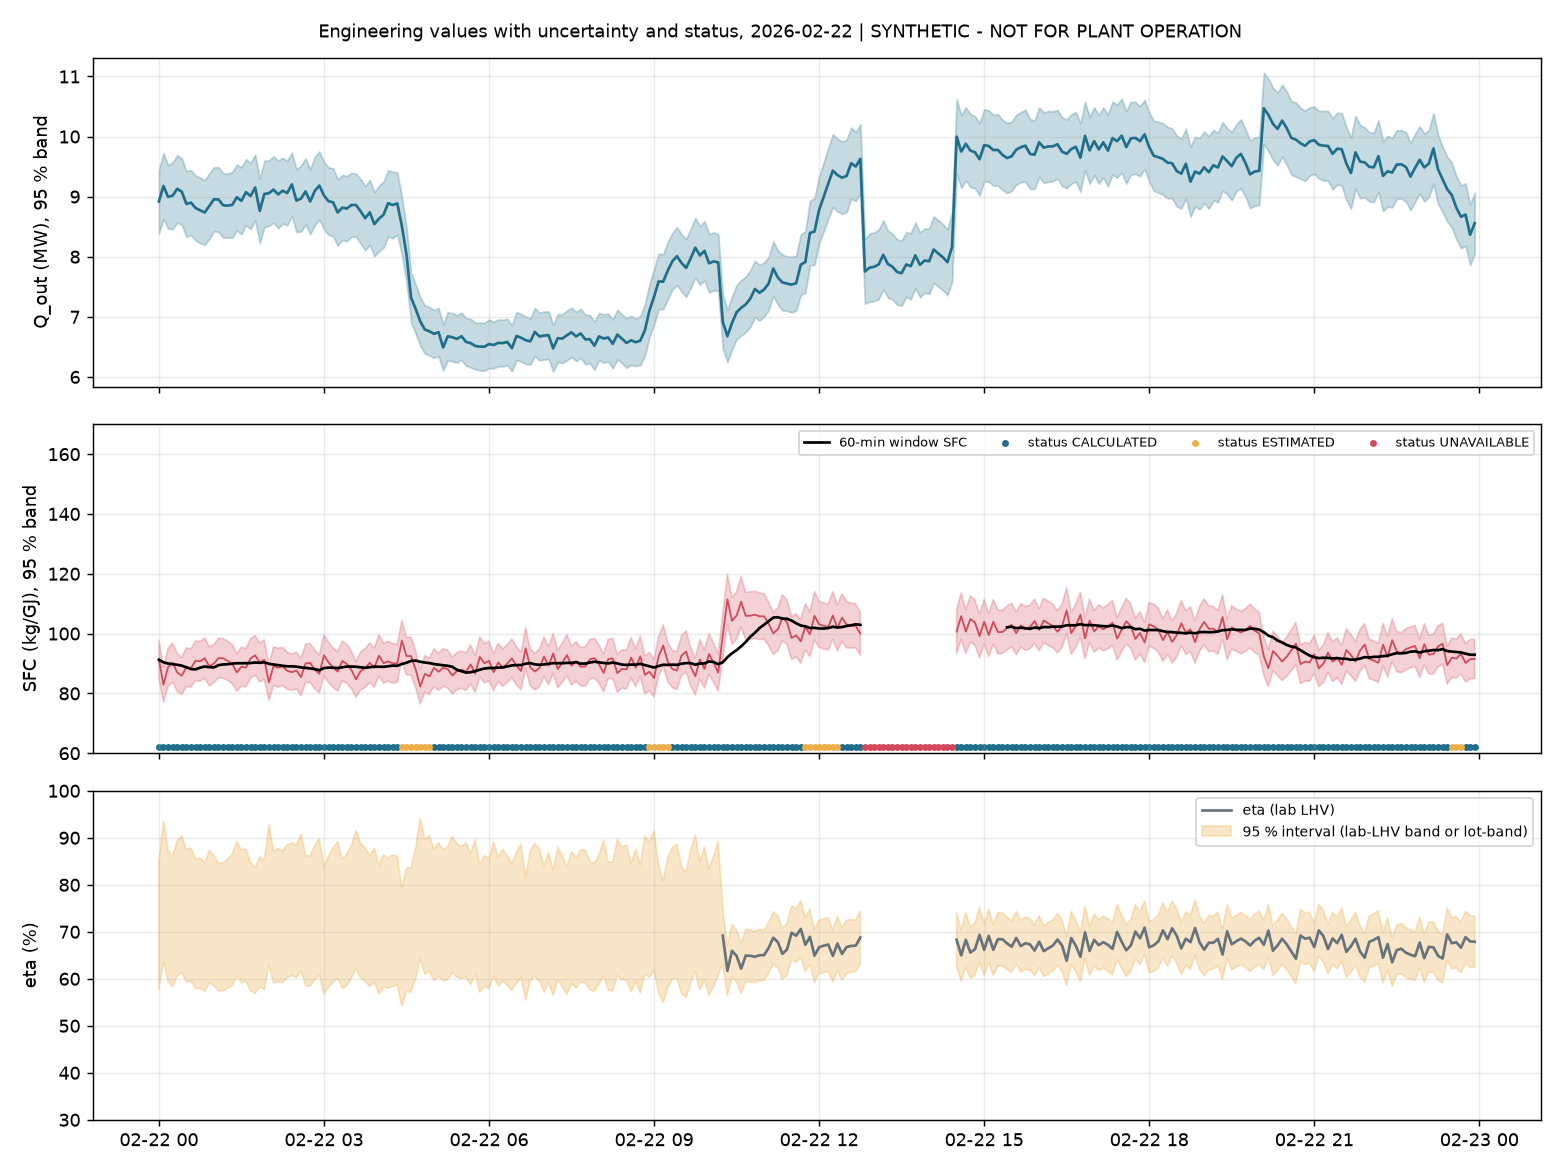 Engineering values with uncertainty and status, 2026-02-22 | SYNTHETIC - NOT FOR PLANT OPERATION
Q_out (MW), 95 % band
11
10
9
8
7
6
SFC (kg/GJ), 95 % band
160
140
120
100
80
60
60-min window SFC
status CALCULATED
status ESTIMATED
status UNAVAILABLE
eta (%)
100
90
80
70
60
50
40
30
eta (lab LHV)
95 % interval (lab-LHV band or lot-band)
02-22 00
02-22 03
02-22 06
02-22 09
02-22 12
02-22 15
02-22 18
02-22 21
02-23 00